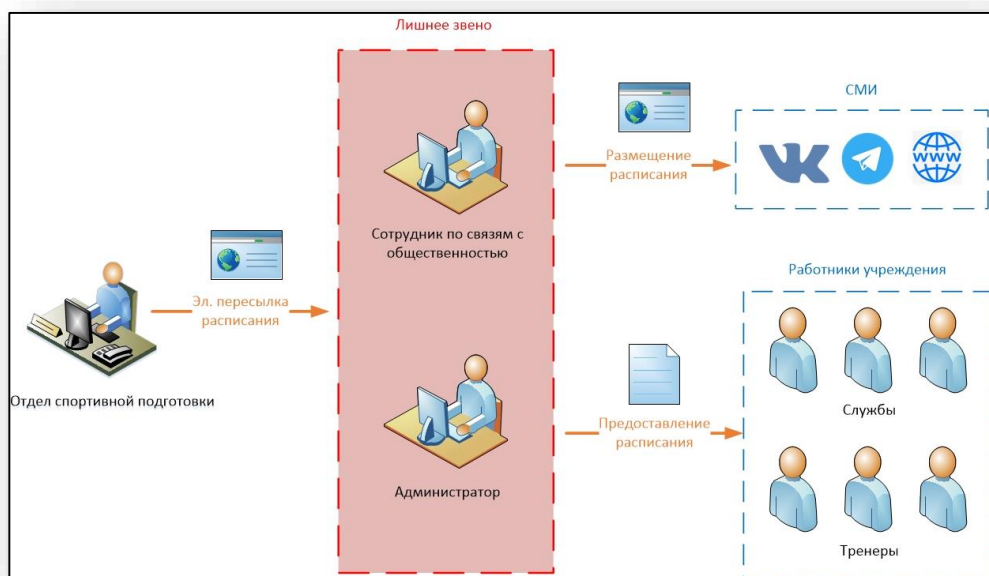 Лишнее звено
СМИ
WWW
Размещение
расписания
Сотрудник по связям с
общественностью
Работники учреждения
Эл. пересылка
расписания
Отдел спортивной подготовки
Службы
Предоставление
расписания
Администратор
Тренеры